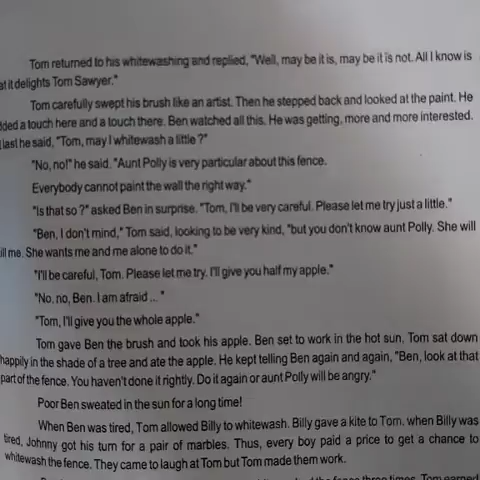 Tom returned to his whitewashing and replied, "Well, may be it is, may be it is not. All I know is
at it delights Tom Sawyer."
Tom carefully swept his brush like an artist. Then he stepped back and looked at the paint. He
dded a touch here and a touch there. Ben watched all this. He was getting, more and more interested.
last he said, "Tom, may I whitewash a little ?"
"No, no!" he said. "Aunt Polly is very particular about this fence.
Everybody cannot paint the wall the right way."
"Is that so ?" asked Ben in surprise. "Tom, I'll be very careful. Please let me try just a little."
"Ben, I don't mind," Tom said, looking to be very kind, "but you don't know aunt Polly. She will
ill me. She wants me and me alone to do it."
"I'll be careful, Tom. Please let me try. I'll give you half my apple."
"No, no, Ben. I am afraid ... "
"Tom, I'll give you the whole apple."
Tom gave Ben the brush and took his apple. Ben set to work in the hot sun, Tom sat down
happily in the shade of a tree and ate the apple. He kept telling Ben again and again, "Ben, look at that
part of the fence. You haven't done it rightly. Do it again or aunt Polly will be angry."
Poor Ben sweated in the sun for a long time!
When Ben was tired, Tom allowed Billy to whitewash. Billy gave a kite to Tom. when Billy was
tired, Johnny got his turn for a pair of marbles. Thus, every boy paid a price to get a chance to
whitewash the fence. They came to laugh at Tom but Tom made them work.
the fence three times. Tom earned